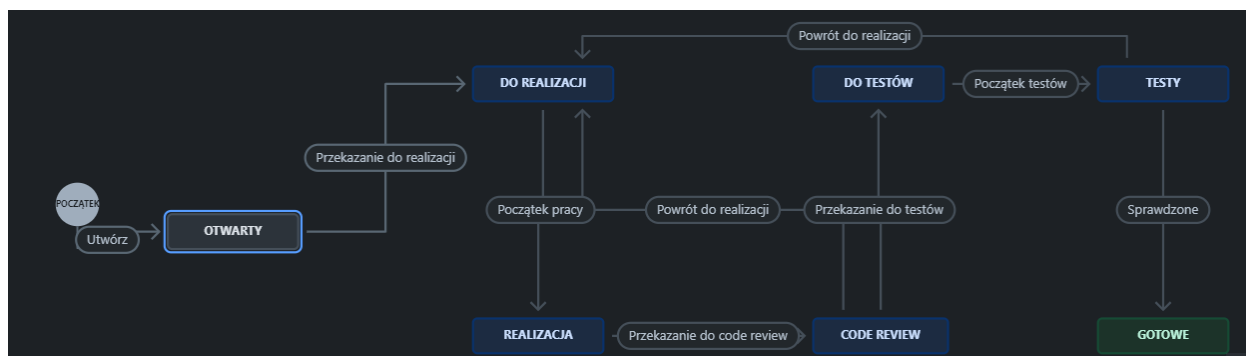 Powrót do realizacji
DO REALIZACJI
DO TESTÓW
Początek testów
TESTY
Przekazanie do realizacji
POCZĄTEK
Początek pracy
Powrót do realizacji
Przekazanie do testów
Sprawdzone
Utwórz
OTWARTY
REALIZACJA
Przekazanie do code review
CODE REVIEW
GOTOWE